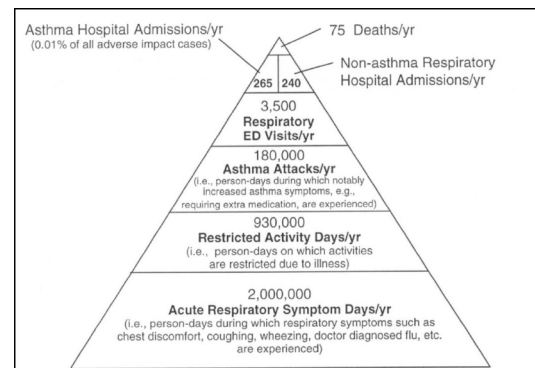 Asthma Hospital Admissions/yr
(0.01% of all adverse impact cases)
75 Deaths/yr
Non-asthma Respiratory
Hospital Admissions/yr
265 240
3,500
Respiratory
ED Visits/yr
180,000
Asthma Attacks/yr
(i.e., person-days during which notably
increased asthma symptoms, e.g.,
requiring extra medication, are experienced)
930,000
Restricted Activity Days/yr
(i.e., person-days on which activities
are restricted due to illness)
2,000,000
Acute Respiratory Symptom Days/yr
(i.e., person-days during which respiratory symptoms such as
chest discomfort, coughing, wheezing, doctor diagnosed flu, etc.
are experienced)